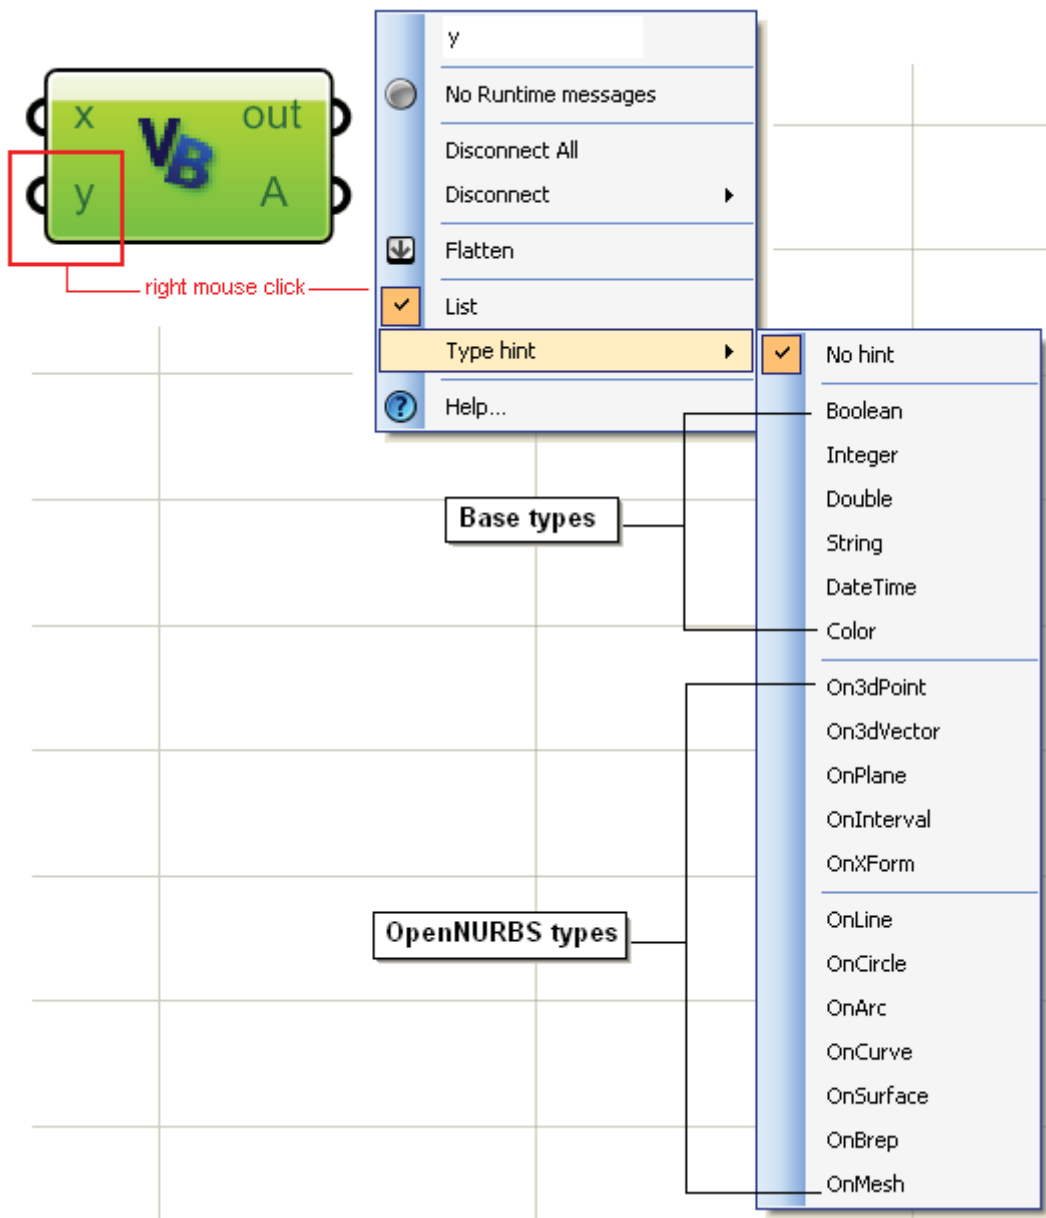 x
out
VB
y
A
right mouse click
y
No Runtime messages
Disconnect All
Disconnect
Flatten
List
Type hint
Help...
No hint
Boolean
Integer
Double
String
DateTime
Color
Base types
On3dPoint
On3dVector
OnPlane
OnInterval
OnXForm
OnLine
OnCircle
OnArc
OnCurve
OnSurface
OnBrep
OnMesh
OpenNURBS types